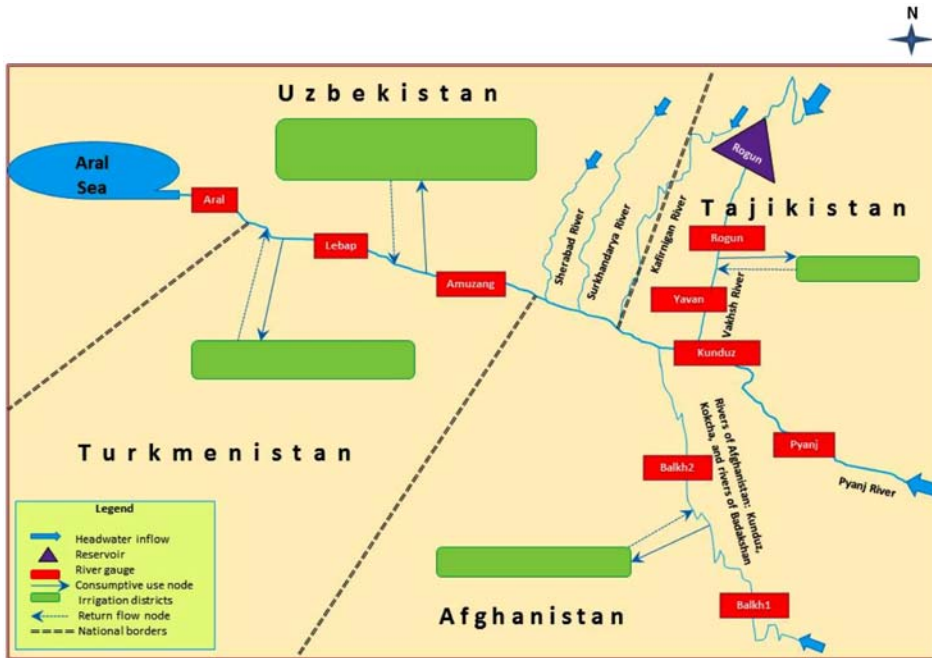 N
Uzbekistan
Aral
Sea
Aral
Lebap
Amuzang
Sherabad River
Surkhandarya River
Kafirnigan River
Rogun
Tajikistan
Rogun
Yavan
Vakhsh River
Kunduz
Pyanj
Pyanj River
Rivers of Afghanistan: Kunduz,
Kokcha, and rivers of Badakshan
Balkh2
Balkh1
Turkmenistan
Afghanistan
Legend
Headwater inflow
Reservoir
River gauge
Consumptive use node
Irrigation districts
Return flow node
National borders